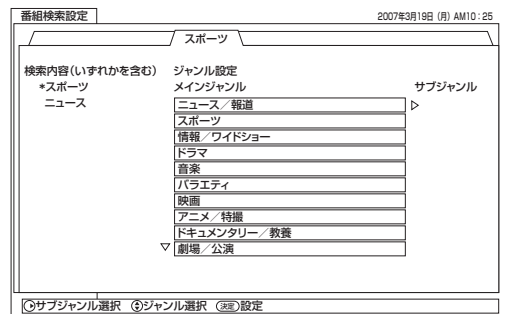 番組検索設定
2007年3月19日 (月) AM10:25
スポーツ
検索内容(いずれかを含む) ジャンル設定
*スポーツ メインジャンル サブジャンル
ニュース ニュース/報道 ▷
スポーツ
情報/ワイドショー
ドラマ
音楽
バラエティ
映画
アニメ/特撮
ドキュメンタリー/教養
▽ 劇場/公演
サブジャンル選択 ジャンル選択 決定 設定